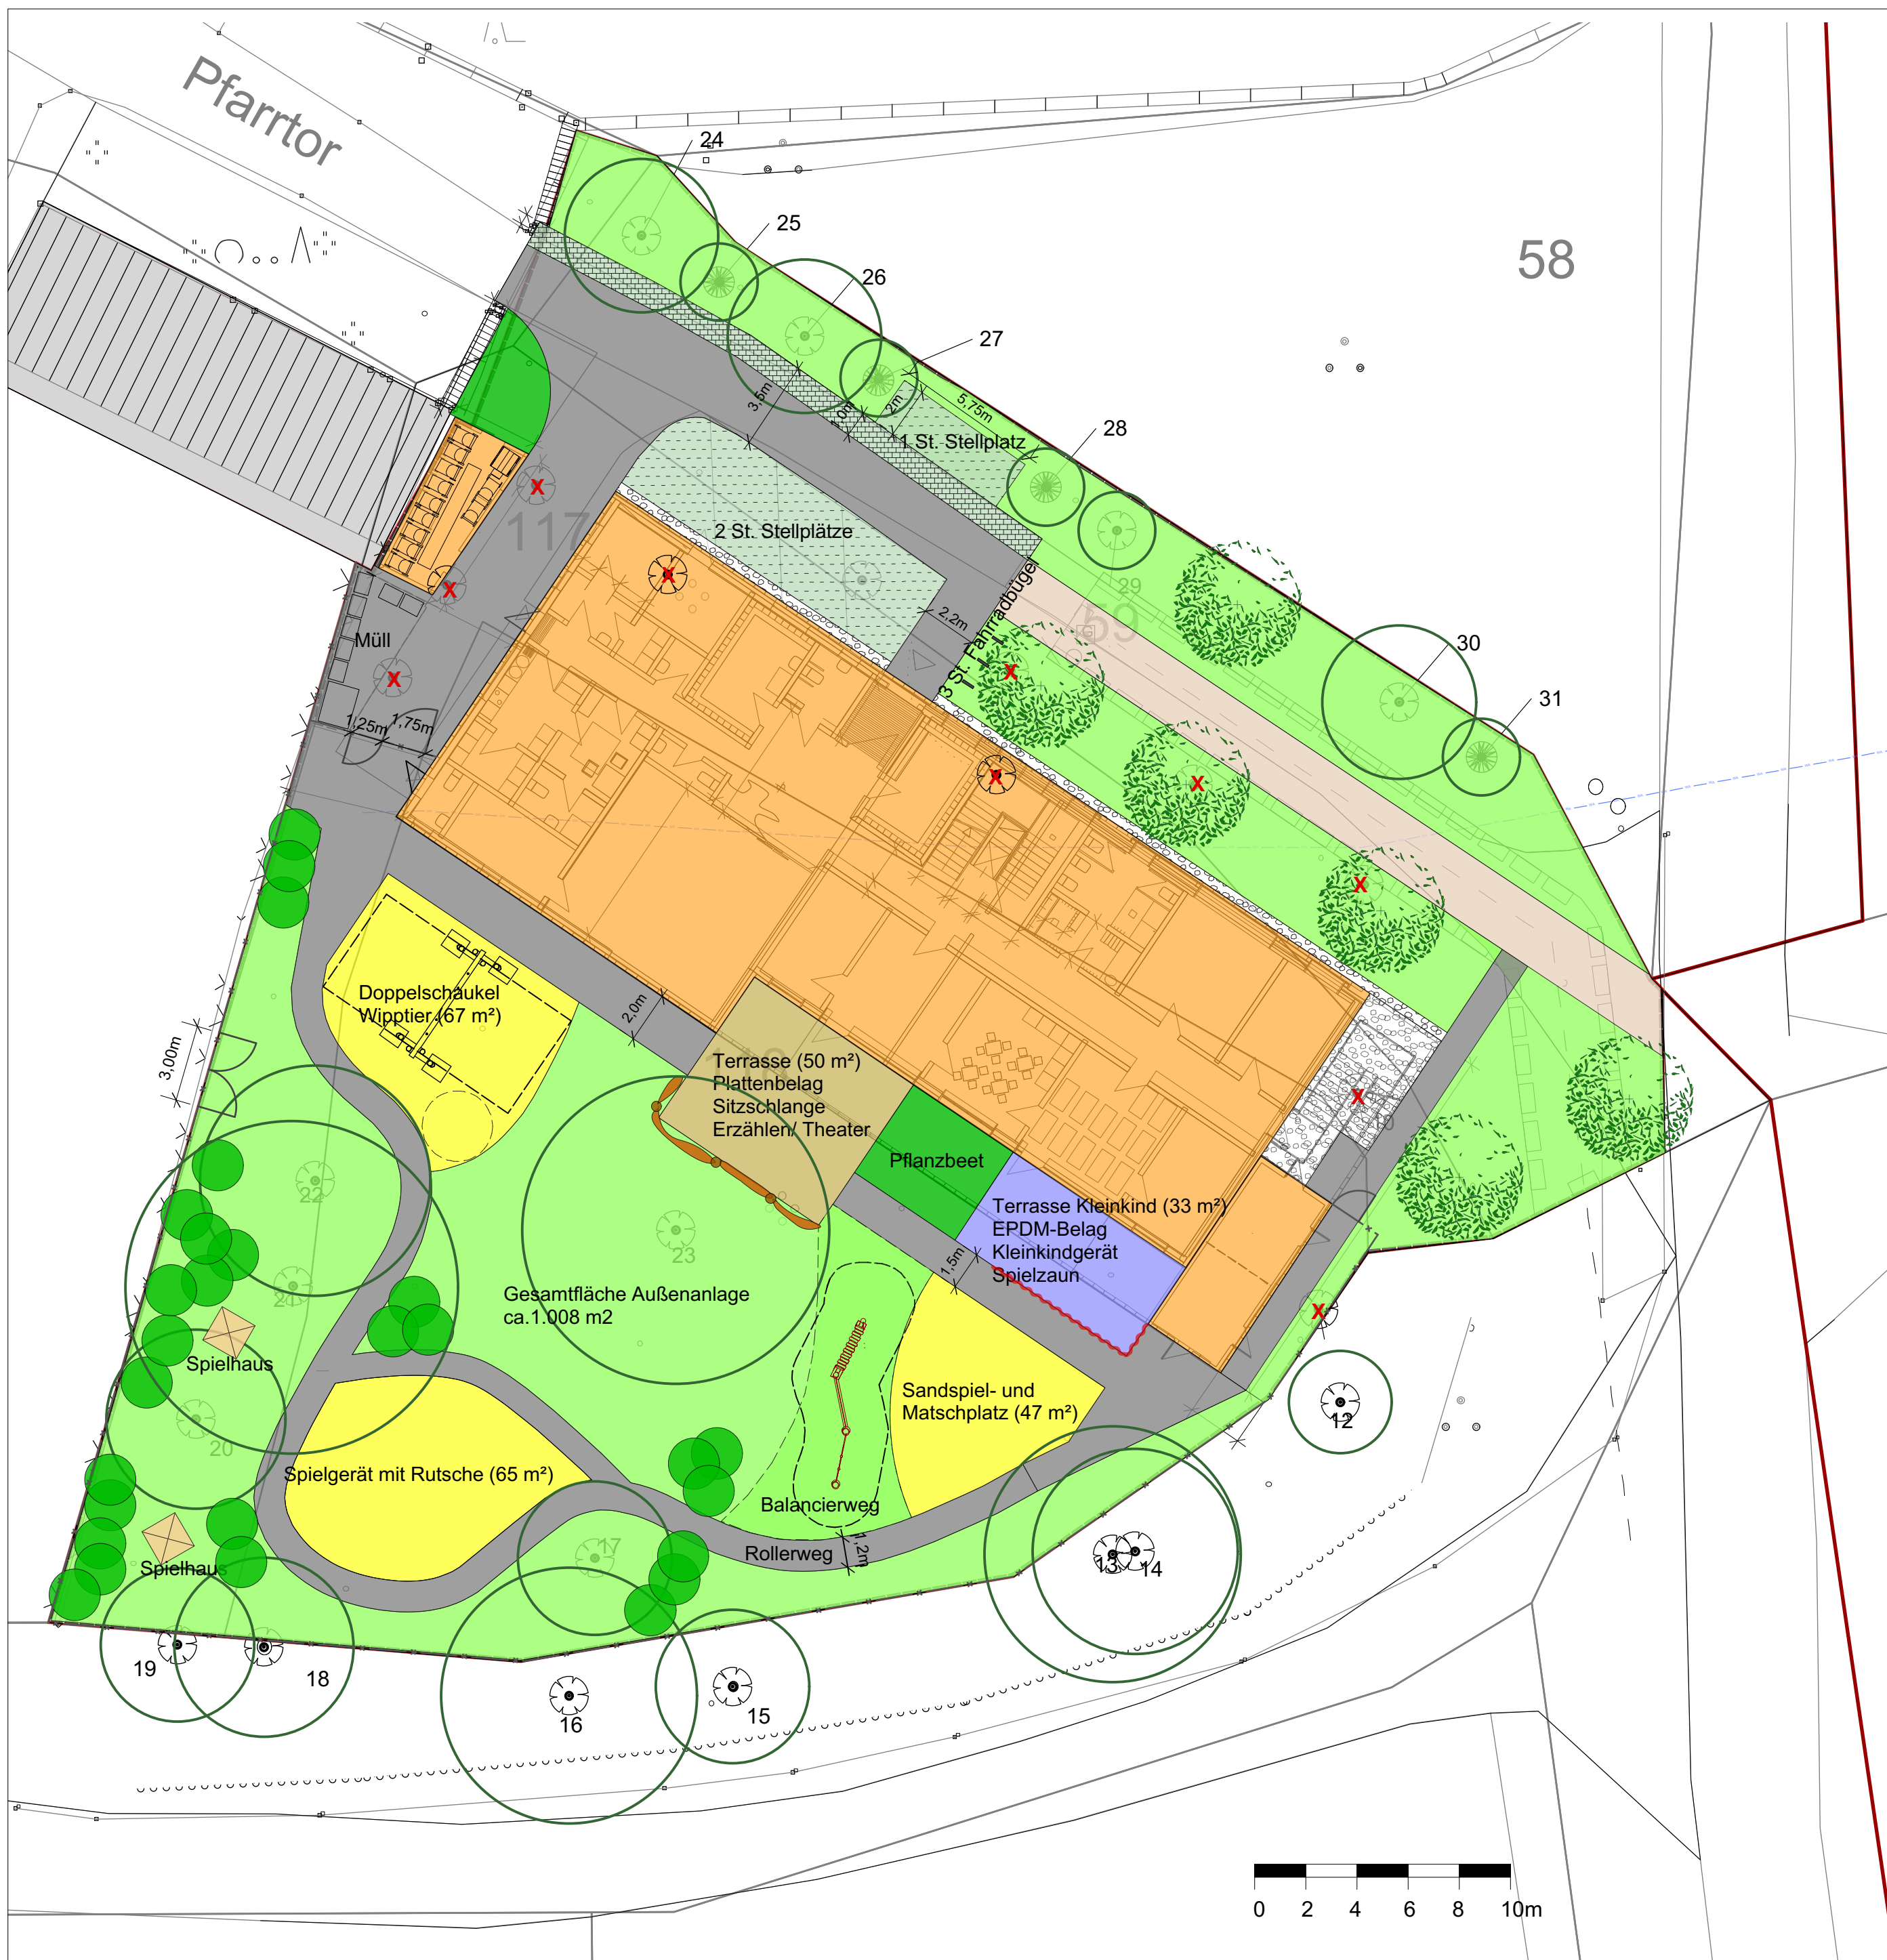 Pfarrtor
24
25
58
26
27
3,5m
2m
5,75m
1 St. Stellplatz
28
117
2 St. Stellplätze
3 St. Fahrradbügel
29
59
2,2m
30
Müll
31
1,25m
1,75m
Doppelschaukel
Wipptier (67 m²)
2,0m
3,00m
Terrasse (50 m²)
Plattenbelag
Sitzschlange
Erzählen/ Theater
Pflanzbeet
22
Terrasse Kleinkind (33 m²)
EPDM-Belag
Kleinkindgerät
Spielzaun
23
1,5m
21
Gesamtfläche Außenanlage
ca.1.008 m2
Spielhaus
Sandspiel- und
Matschplatz (47 m²)
12
20
Spielgerät mit Rutsche (65 m²)
Balancierweg
17
Rollerweg
1,2m
13
14
Spielhaus
19
18
16
15
0 2 4 6 8 10m